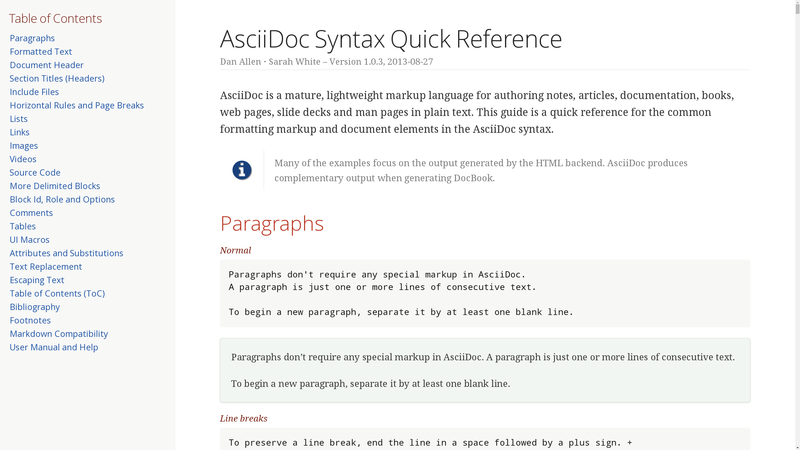 Table of Contents
Paragraphs
Formatted Text
Document Header
Section Titles (Headers)
Include Files
Horizontal Rules and Page Breaks
Lists
Links
Images
Videos
Source Code
More Delimited Blocks
Block Id, Role and Options
Comments
Tables
UI Macros
Attributes and Substitutions
Text Replacement
Escaping Text
Table of Contents (ToC)
Bibliography
Footnotes
Markdown Compatibility
User Manual and Help
AsciiDoc Syntax Quick Reference
Dan Allen · Sarah White – Version 1.0.3, 2013-08-27
AsciiDoc is a mature, lightweight markup language for authoring notes, articles, documentation, books,
web pages, slide decks and man pages in plain text. This guide is a quick reference for the common
formatting markup and document elements in the AsciiDoc syntax.
Many of the examples focus on the output generated by the HTML backend. AsciiDoc produces
complementary output when generating DocBook.
Paragraphs
Normal
Paragraphs don't require any special markup in AsciiDoc.
A paragraph is just one or more lines of consecutive text.
To begin a new paragraph, separate it by at least one blank line.
Paragraphs don’t require any special markup in AsciiDoc. A paragraph is just one or more lines of consecutive text.
To begin a new paragraph, separate it by at least one blank line.
Line breaks
To preserve a line break, end the line in a space followed by a plus sign. +